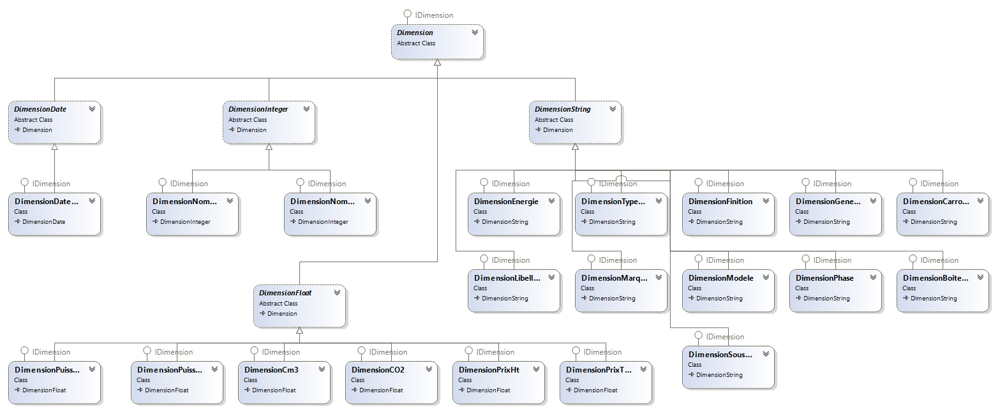 IDimension
Dimension
Abstract Class
DimensionDate
Abstract Class
Dimension
DimensionInteger
Abstract Class
Dimension
DimensionString
Abstract Class
Dimension
IDimension
DimensionDate...
Class
DimensionDate
IDimension
DimensionNom...
Class
DimensionInteger
IDimension
DimensionNom...
Class
DimensionInteger
IDimension
DimensionEnergie
Class
DimensionString
IDimension
DimensionType...
Class
DimensionString
IDimension
DimensionFinition
Class
DimensionString
IDimension
DimensionGene...
Class
DimensionString
IDimension
DimensionCarro...
Class
DimensionString
IDimension
DimensionLibell...
Class
DimensionString
IDimension
DimensionMarq...
Class
DimensionString
IDimension
DimensionModele
Class
DimensionString
IDimension
DimensionPhase
Class
DimensionString
IDimension
DimensionBoite...
Class
DimensionString
DimensionFloat
Abstract Class
Dimension
IDimension
DimensionSous...
Class
DimensionString
IDimension
DimensionPuiss...
Class
DimensionFloat
IDimension
DimensionPuiss...
Class
DimensionFloat
IDimension
DimensionCm3
Class
DimensionFloat
IDimension
DimensionCO2
Class
DimensionFloat
IDimension
DimensionPrixHt
Class
DimensionFloat
IDimension
DimensionPrixT...
Class
DimensionFloat